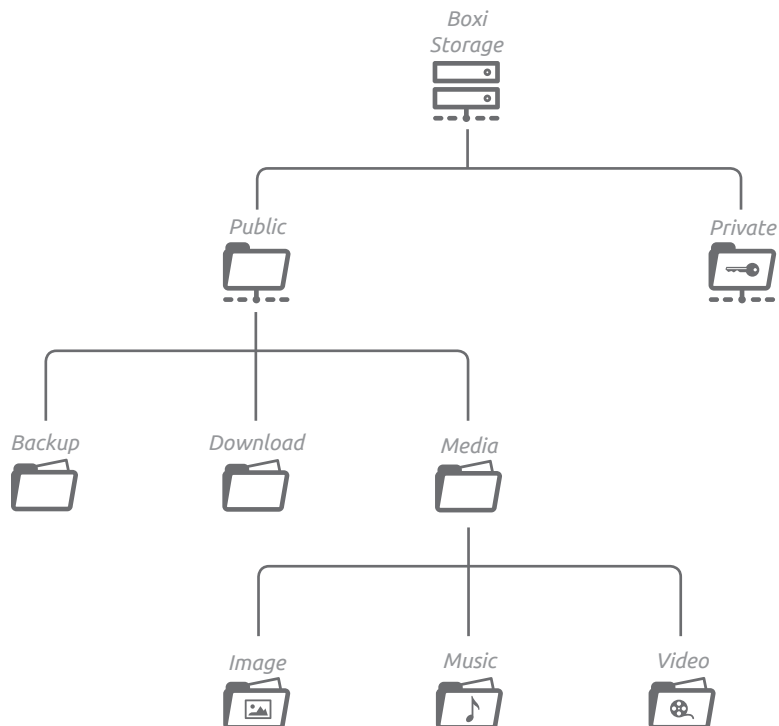 Boxi
Storage
Public
Private
Backup
Download
Media
Image
Music
Video